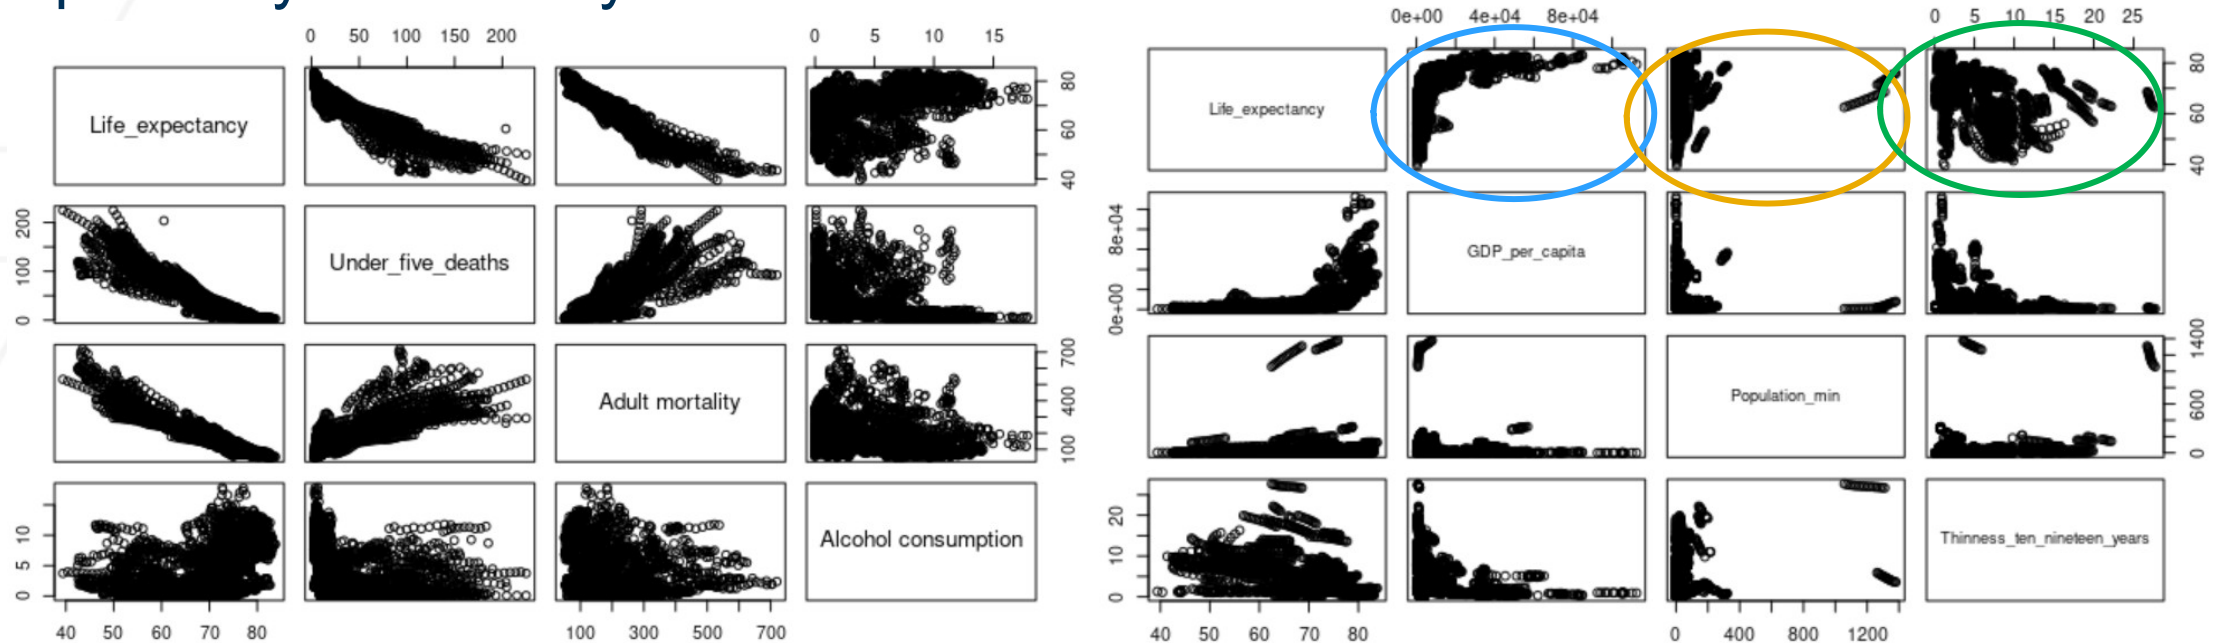 0 50 100 150 200
0 5 10 15
Life_expectancy
40 60 80
0 100 200
Under_five_deaths
Adult mortality
100 400 700
0 5 10
Alcohol consumption
40 50 60 70 80
100 300 500 700
0e+00 4e+04 8e+04
0 5 10 15 20 25
Life_expectancy
40 60 80
0e+00 8e+04
GDP_per_capita
Population_min
0 600 1400
0 10 20
Thinness_ten_nineteen_years
40 50 60 70 80
0 400 800 1200